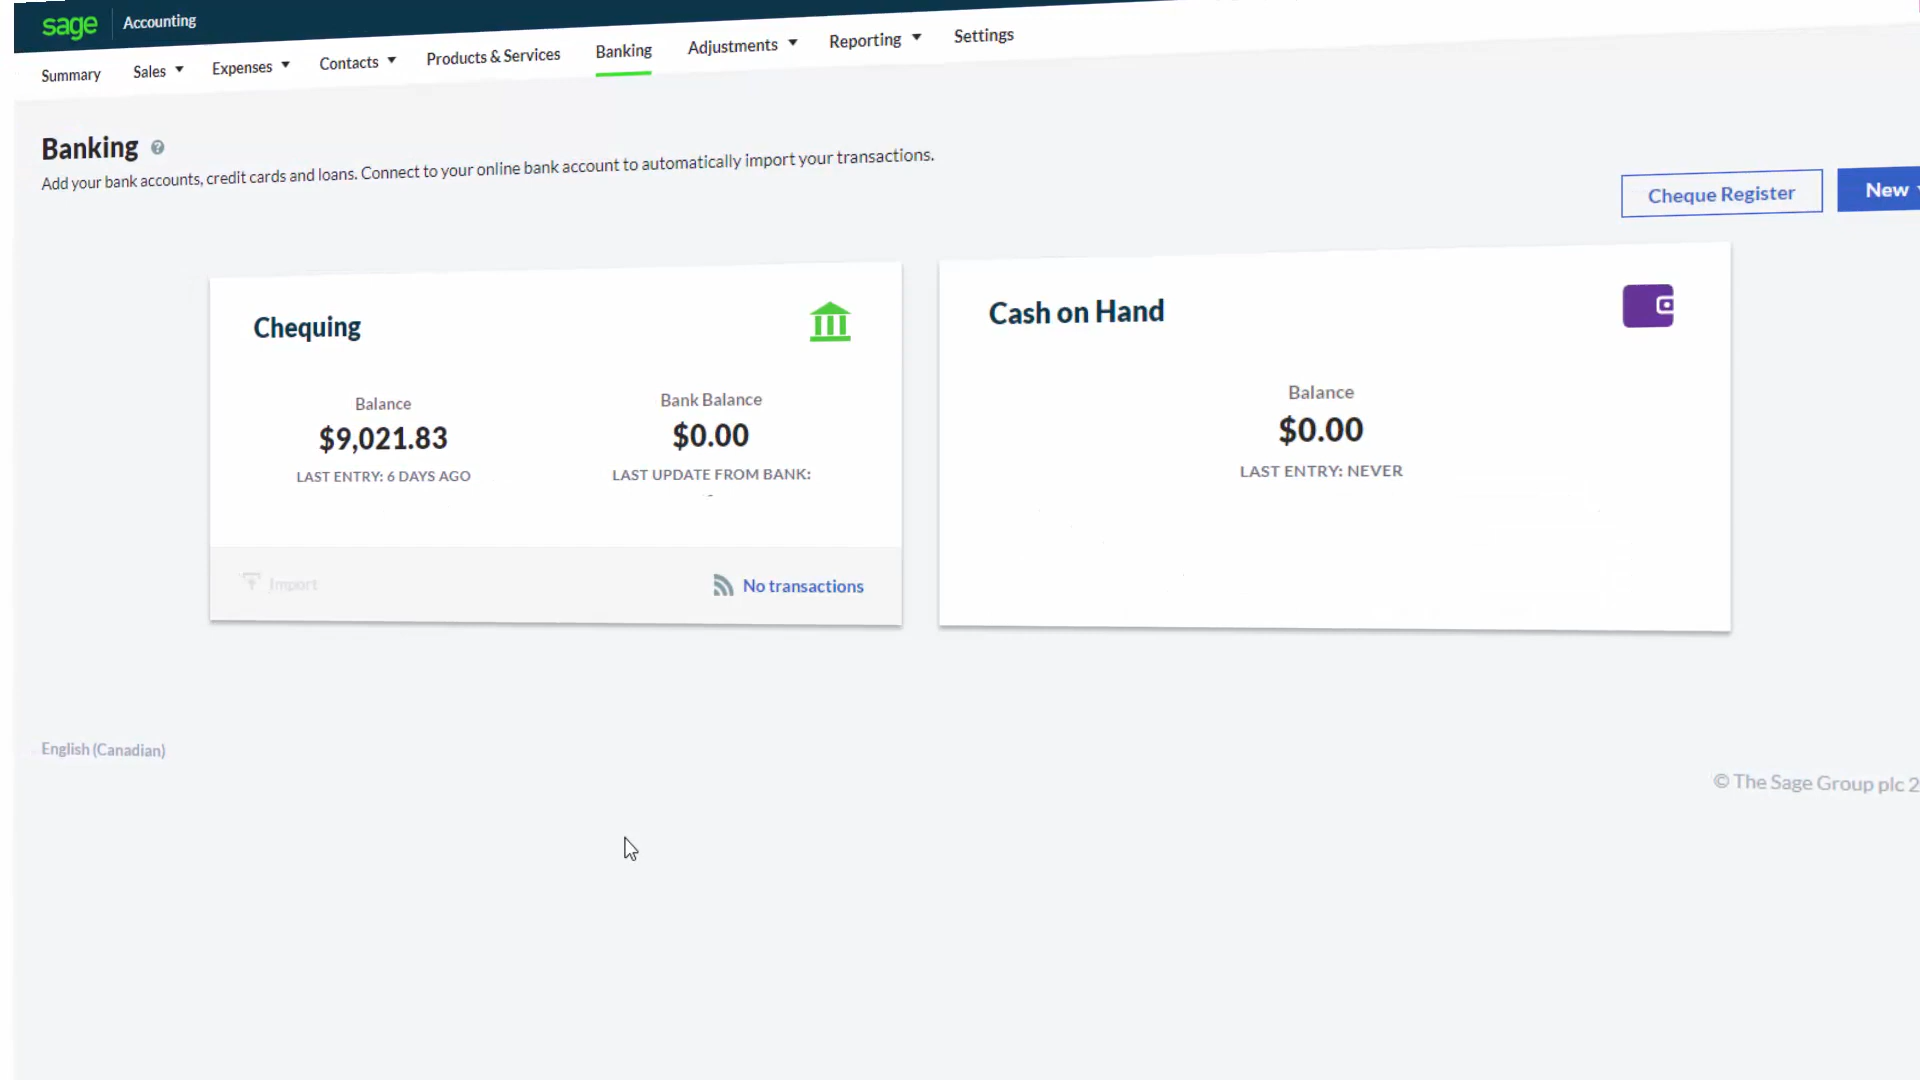 sage Accounting
Summary Sales Expenses Contacts Products & Services Banking Adjustments Reporting Settings
Banking ?
Add your bank accounts, credit cards and loans. Connect to your online bank account to automatically import your transactions.
Cheque Register New
Chequing
Balance
$9,021.83
LAST ENTRY: 6 DAYS AGO
Bank Balance
$0.00
LAST UPDATE FROM BANK:
-
Import
No transactions
Cash on Hand
Balance
$0.00
LAST ENTRY: NEVER
English (Canadian)
© The Sage Group plc 2